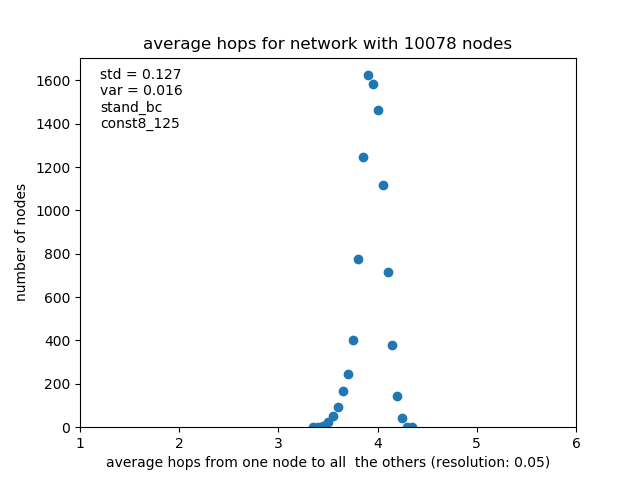 average hops for network with 10078 nodes
std = 0.127
var = 0.016
stand_bc
const8_125
number of nodes
1600
1400
1200
1000
800
600
400
200
0
1 2 3 4 5 6
average hops from one node to all  the others (resolution: 0.05)